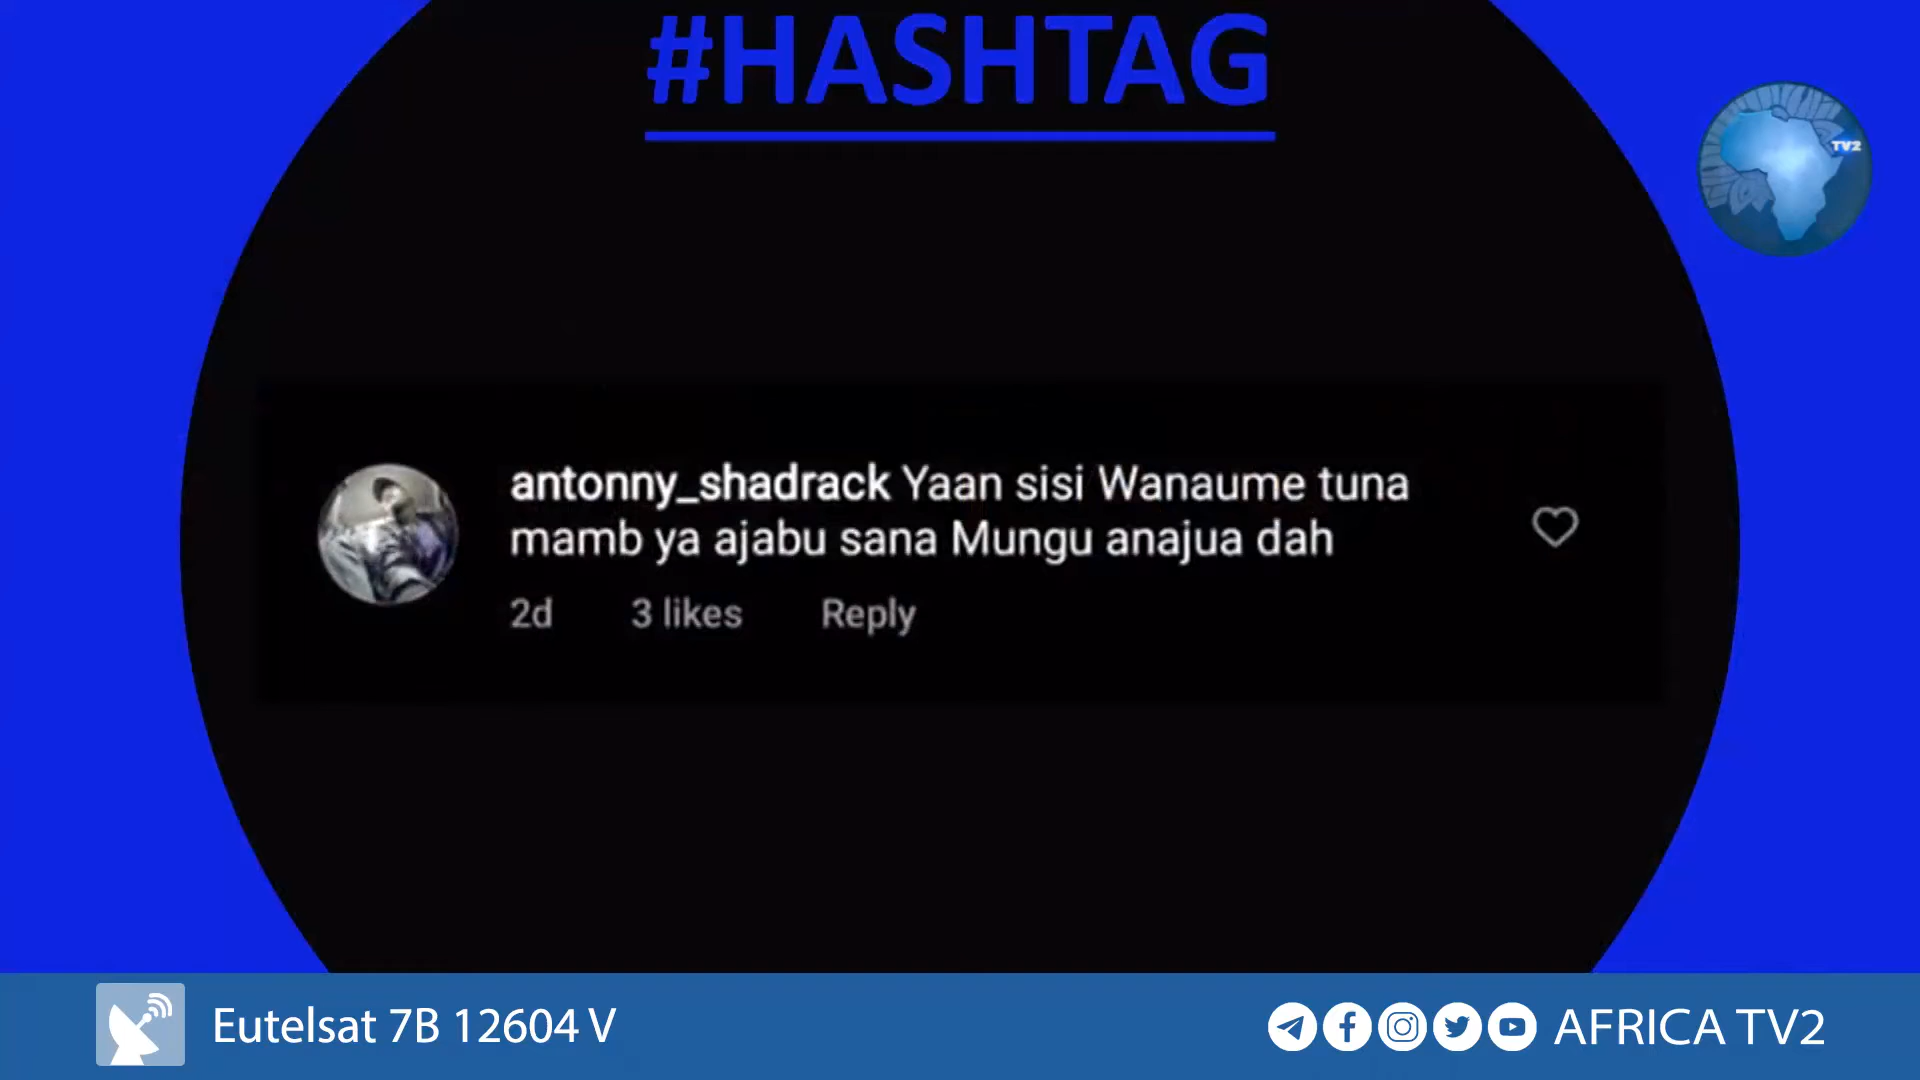 #HASHTAG
TV2
antonny_shadrack Yaan sisi Wanaume tuna
mamb ya ajabu sana Mungu anajua dah
2d 3 likes Reply
Eutelsat 7B 12604 V
AFRICA TV2